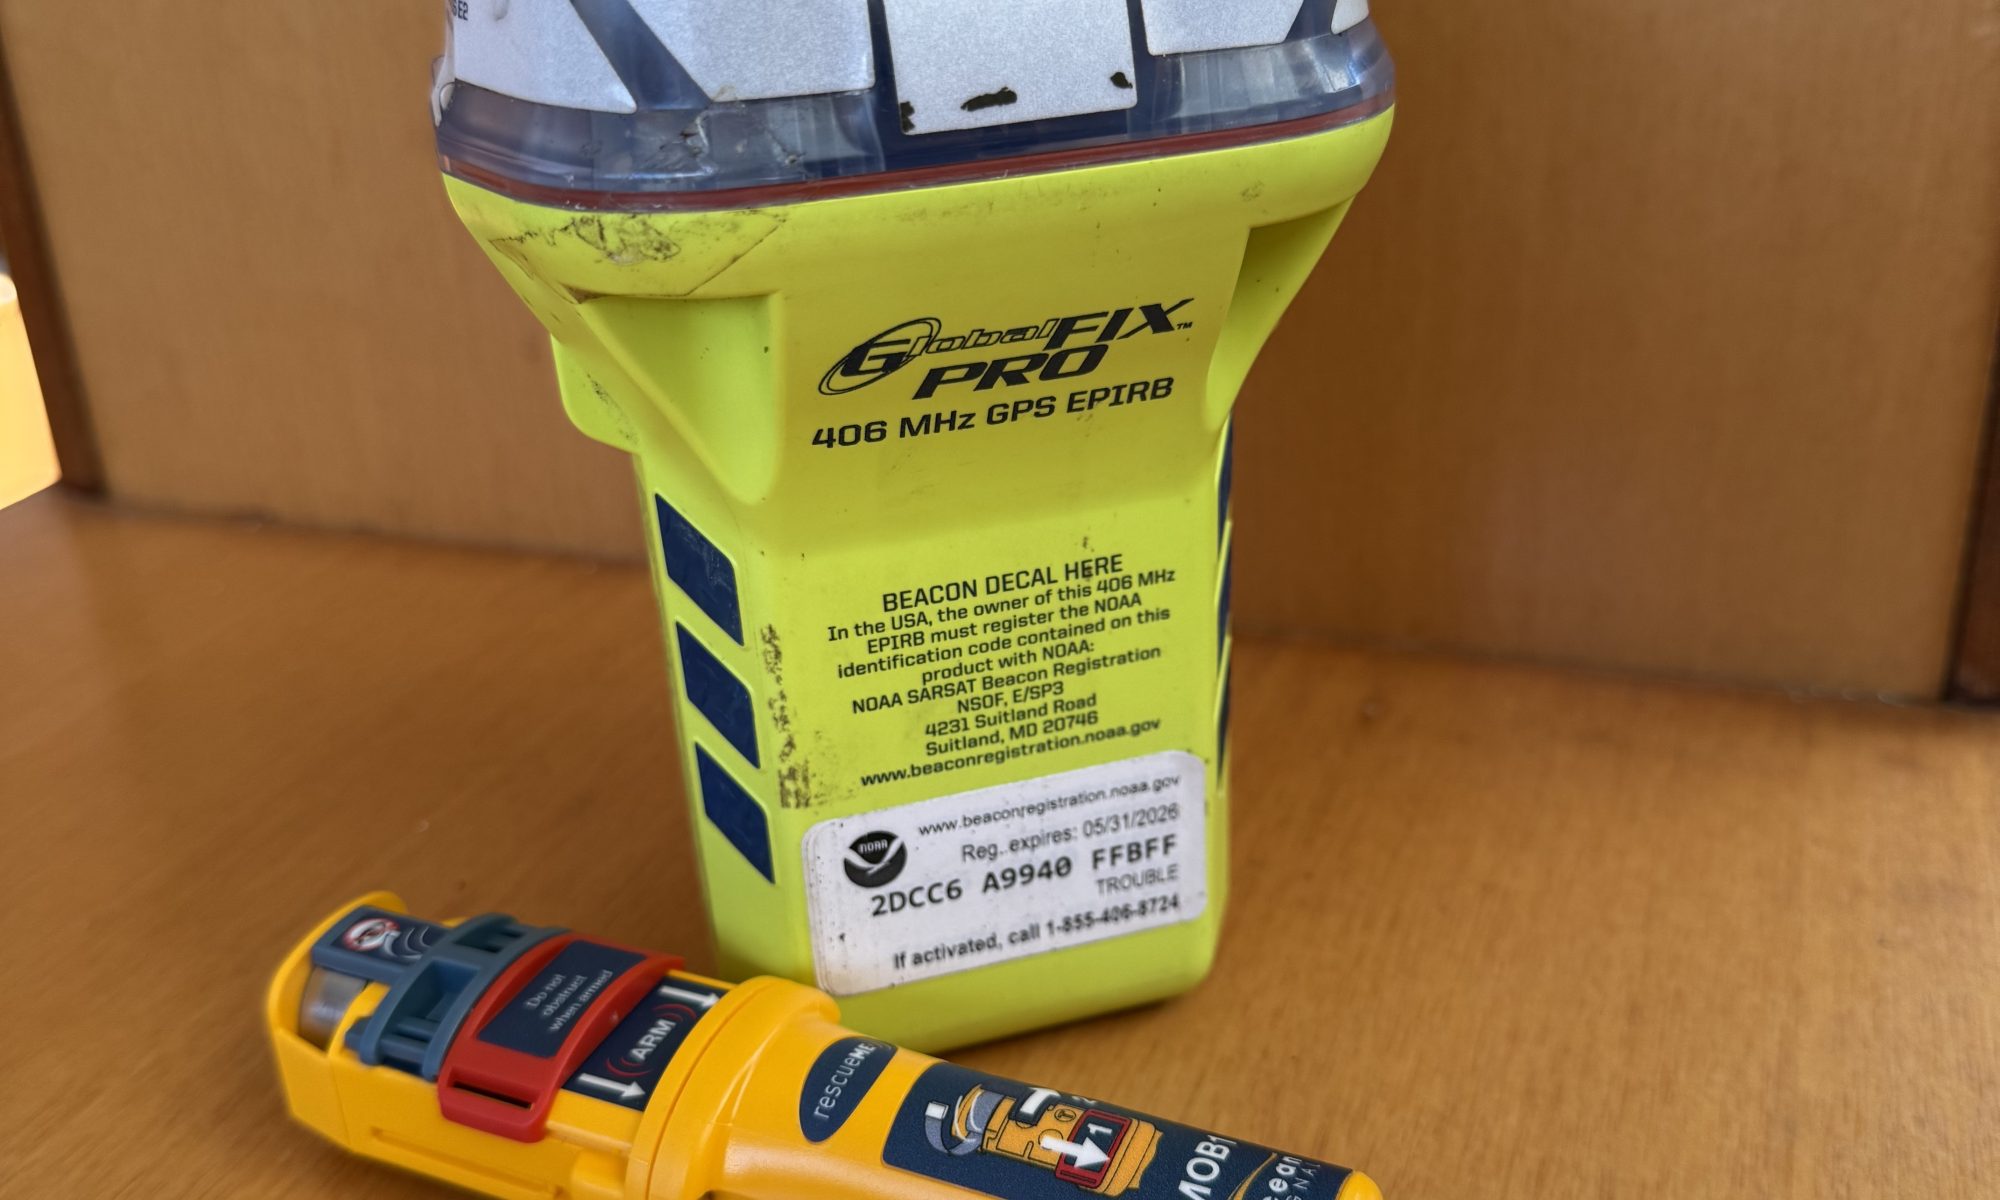 GlobalFIX™
PRO
406 MHz GPS EPIRB
BEACON DECAL HERE
In the USA, the owner of this 406 MHz
EPIRB must register the NOAA
identification code contained on this
product with NOAA:
NOAA SARSAT Beacon Registration
NSOF, E/SP3
4231 Suitland Road
Suitland, MD 20746
www.beaconregistration.noaa.gov
www.beaconregistration.noaa.gov
NOAA
Reg. expires: 05/31/2026
2DCC6 A9940 FFBFF
TROUBLE
If activated, call 1-855-406-8724
Do not
obstruct
when armed
ARM
rescueME
1
MOB1